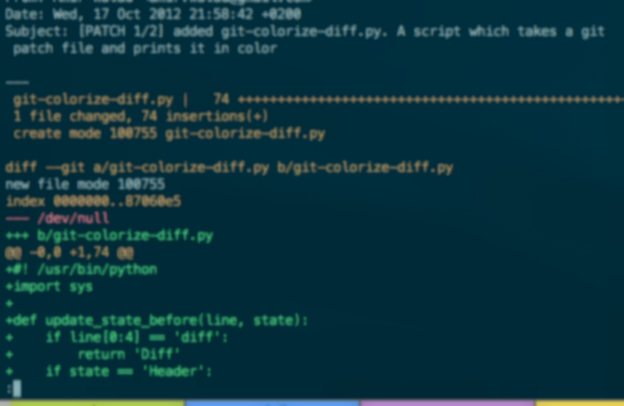 Date: Wed, 17 Oct 2012 21:58:42 +0200
Subject: [PATCH 1/2] added git-colorize-diff.py. A script which takes a git
patch file and prints it in color
---
git-colorize-diff.py | 74 ++++++++++++++++++++++++++++++++++++++++++++++++
1 file changed, 74 insertions(+)
create mode 100755 git-colorize-diff.py
diff --git a/git-colorize-diff.py b/git-colorize-diff.py
new file mode 100755
index 0000000..87060e5
--- /dev/null
+++ b/git-colorize-diff.py
@@ -0,0 +1,74 @@
+#! /usr/bin/python
+import sys
+
+def update_state_before(line, state):
+    if line[0:4] == 'diff':
+        return 'Diff'
+    if state == 'Header':
: